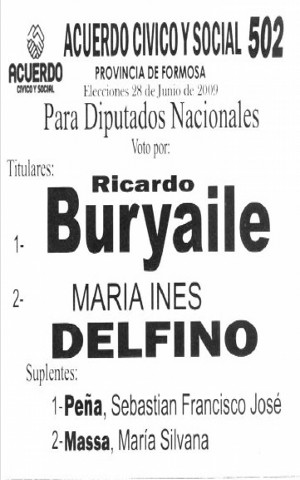 ACUERDO CIVICO Y SOCIAL 502
ACUERDO
CIVICO Y SOCIAL
PROVINCIA DE FORMOSA
Elecciones 28 de Junio de 2009
Para Diputados Nacionales
Voto por:
Titulares:
Ricardo
1- Buryaile
2- MARIA INES
DELFINO
Suplentes:
1-Peña, Sebastian Francisco José
2-Massa, María Silvana